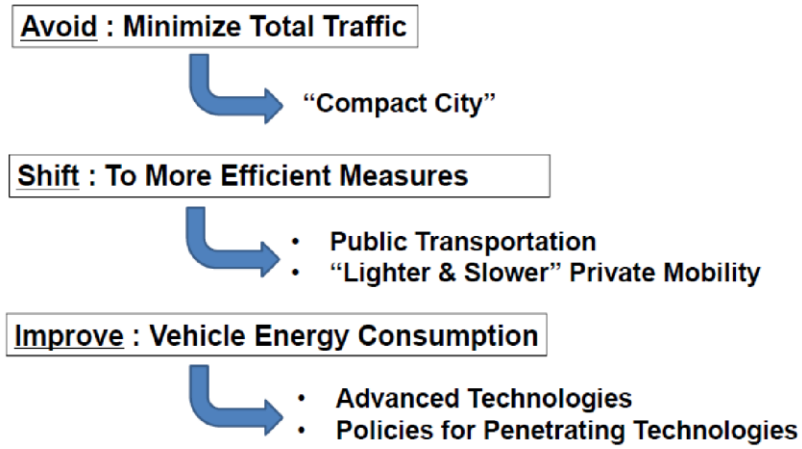 Avoid : Minimize Total Traffic
“Compact City”
Shift : To More Efficient Measures
• Public Transportation
• “Lighter & Slower” Private Mobility
Improve : Vehicle Energy Consumption
• Advanced Technologies
• Policies for Penetrating Technologies